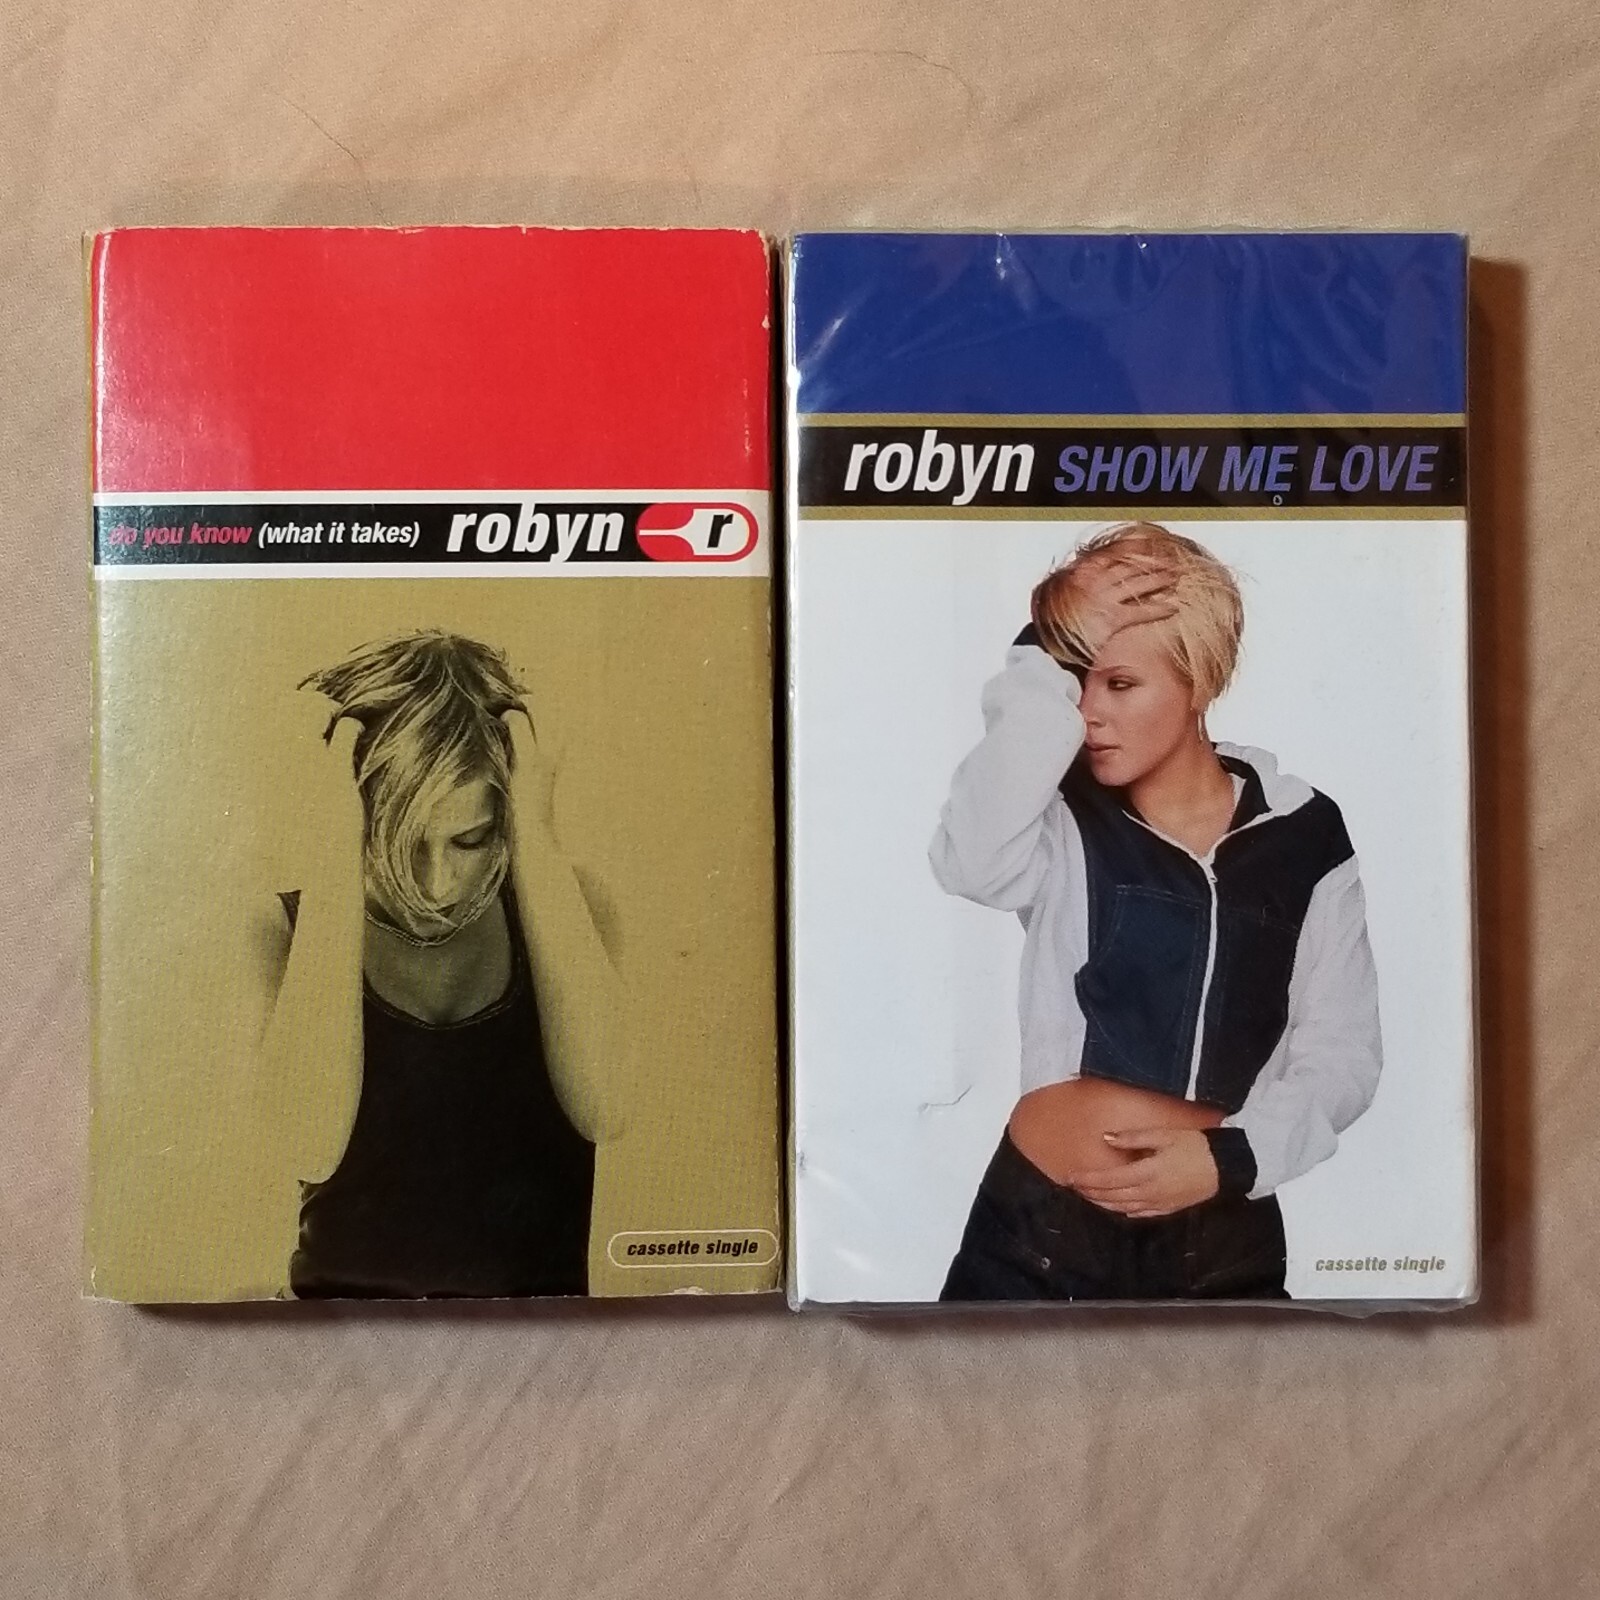 do you know (what it takes) robyn r
cassette single
robyn SHOW ME LOVE
cassette single